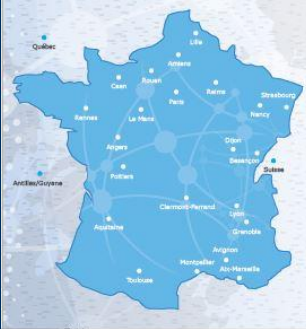 Lille
Québec
Amiens
Rouen
Caen
Reims
Strasbourg
Paris
Nancy
Rennes
Le Mans
Angers
Dijon
Besançon
Suisse
Poitiers
Antilles/Guyane
Clermont-Ferrand
Lyon
Aquitaine
Grenoble
Avignon
Montpellier
Aix-Marseille
Toulouse